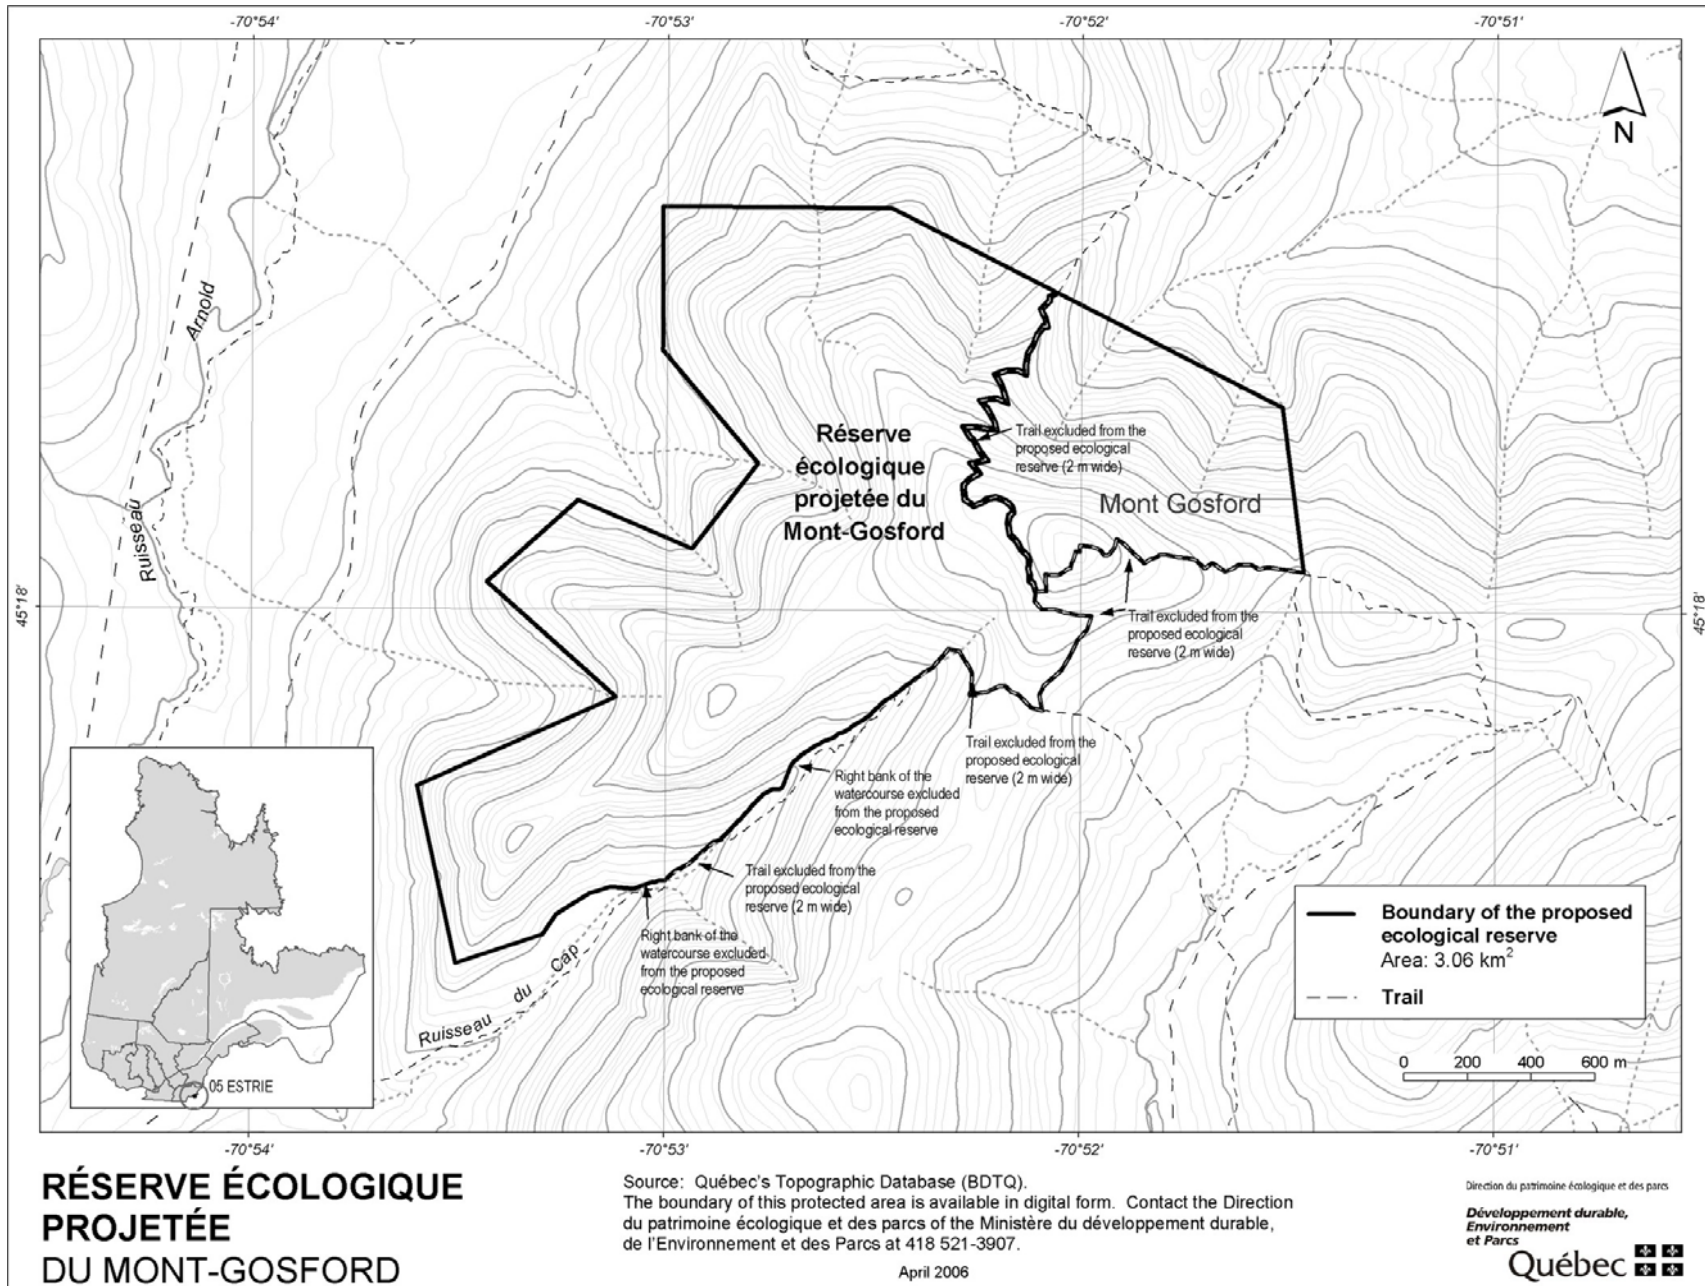 -70°54' -70°53' -70°52' -70°51'
N
Arnold
Ruisseau
Réserve
écologique
projetée du
Mont-Gosford
Trail excluded from the
proposed ecological
reserve (2 m wide)
Mont Gosford
45°18' 45°18'
Trail excluded from the
proposed ecological
reserve (2 m wide)
Trail excluded from the
proposed ecological
reserve (2 m wide)
Right bank of the
watercourse excluded
from the proposed
ecological reserve
Trail excluded from the
proposed ecological
reserve (2 m wide)
Right bank of the
watercourse excluded
from the proposed
ecological reserve
Ruisseau du Cap
05 ESTRIE
Boundary of the proposed
ecological reserve
Area: 3.06 km²
Trail
0 200 400 600 m
-70°54' -70°53' -70°52' -70°51'
RÉSERVE ÉCOLOGIQUE
PROJETÉE
DU MONT-GOSFORD
Source: Québec's Topographic Database (BDTQ).
The boundary of this protected area is available in digital form. Contact the Direction
du patrimoine écologique et des parcs of the Ministère du développement durable,
de l'Environnement et des Parcs at 418 521-3907.
April 2006
Direction du patrimoine écologique et des parcs
Développement durable,
Environnement
et Parcs
Québec